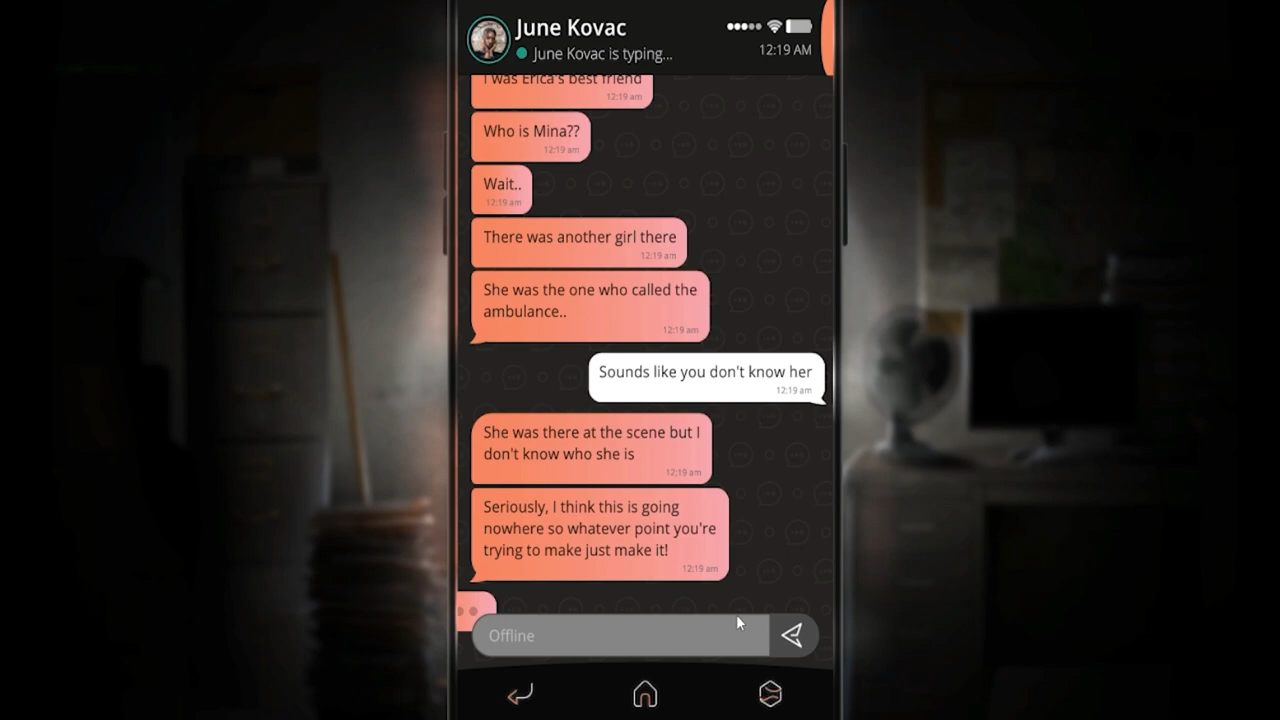 June Kovac
June Kovac is typing...
12:19 AM
I was Erica's best friend
12:19 am
Who is Mina??
12:19 am
Wait..
12:19 am
There was another girl there
12:19 am
She was the one who called the
ambulance..
12:19 am
Sounds like you don't know her
12:19 am
She was there at the scene but I
don't know who she is
12:19 am
Seriously, I think this is going
nowhere so whatever point you're
trying to make just make it!
12:19 am
Offline